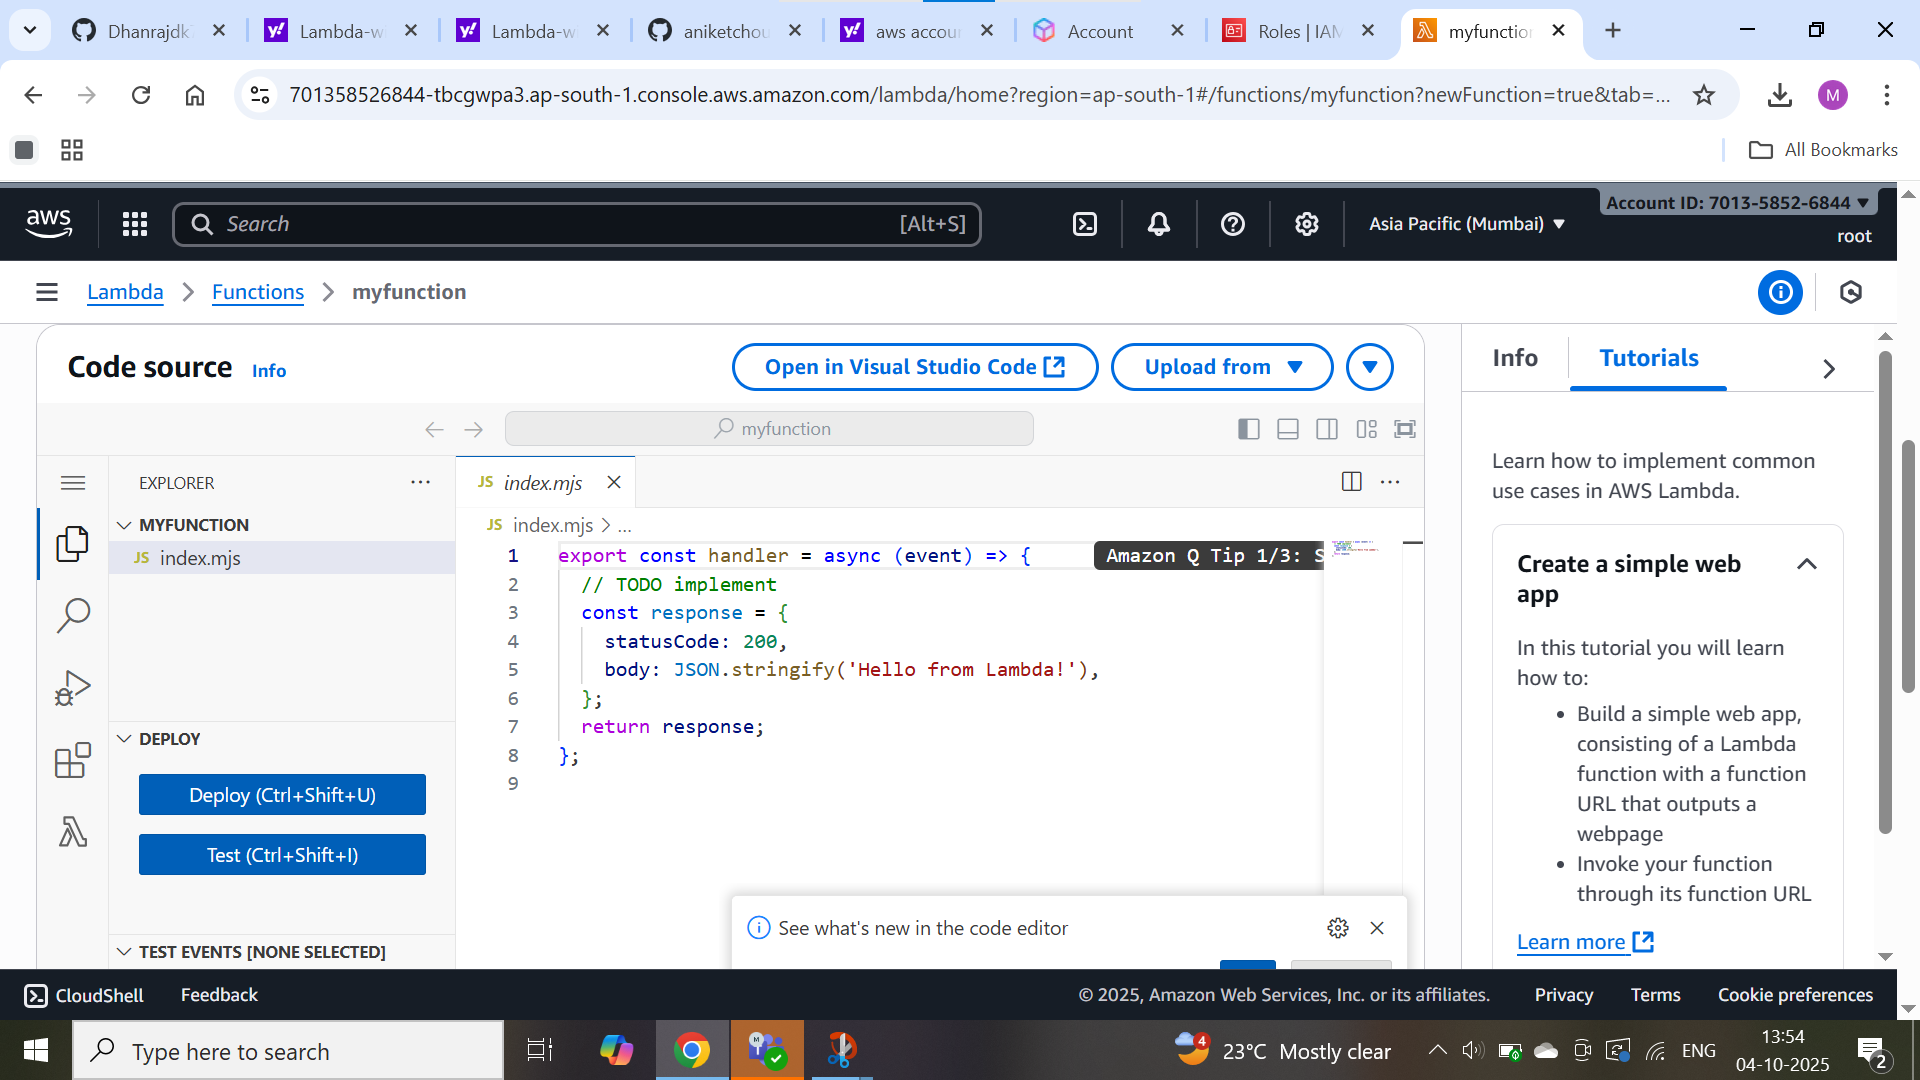 Dhanrajdk
Lambda-w
Lambda-w
aniketchou
aws accou
Account
Roles | IAM
myfunction
701358526844-tbcgwpa3.ap-south-1.console.aws.amazon.com/lambda/home?region=ap-south-1#/functions/myfunction?newFunction=true&tab=...
M
All Bookmarks
aws
Search
[Alt+S]
Asia Pacific (Mumbai)
Account ID: 7013-5852-6844
root
Lambda
Functions
myfunction
Code source
Info
Open in Visual Studio Code
Upload from
Info
Tutorials
myfunction
EXPLORER
MYFUNCTION
JS index.mjs
DEPLOY
Deploy (Ctrl+Shift+U)
Test (Ctrl+Shift+I)
TEST EVENTS [NONE SELECTED]
JS index.mjs
JS index.mjs > ...
1 export const handler = async (event) => {
Amazon Q Tip 1/3: S
2 // TODO implement
3 const response = {
4 statusCode: 200,
5 body: JSON.stringify('Hello from Lambda!'),
6 };
7 return response;
8 };
9
See what's new in the code editor
Learn how to implement common
use cases in AWS Lambda.
Create a simple web
app
In this tutorial you will learn
how to:
• Build a simple web app,
consisting of a Lambda
function with a function
URL that outputs a
webpage
• Invoke your function
through its function URL
Learn more
CloudShell
Feedback
© 2025, Amazon Web Services, Inc. or its affiliates.
Privacy
Terms
Cookie preferences
Type here to search
4
23°C Mostly clear
ENG
13:54
04-10-2025
2